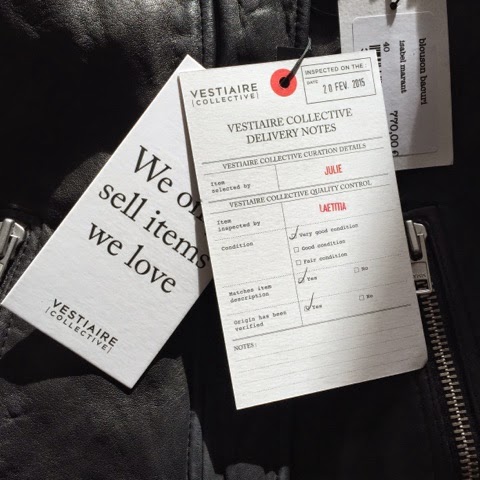 We on
sell items
we love
VESTIAIRE
{COLLECTIVE}
VESTIAIRE
{COLLECTIVE}
INSPECTED ON THE :
DATE
20 FEV. 2015
VESTIAIRE COLLECTIVE
DELIVERY NOTES
VESTIAIRE COLLECTIVE CURATION DETAILS
Item
selected by
JULIE
VESTIAIRE COLLECTIVE QUALITY CONTROL
Item
inspected by
LAETITIA
Condition
Very good condition
Good condition
Fair condition
Matches item
description
Yes
No
Origin has been
verified
Yes
No
NOTES :
blouson bacuri
isabel marant
40
770,00 €